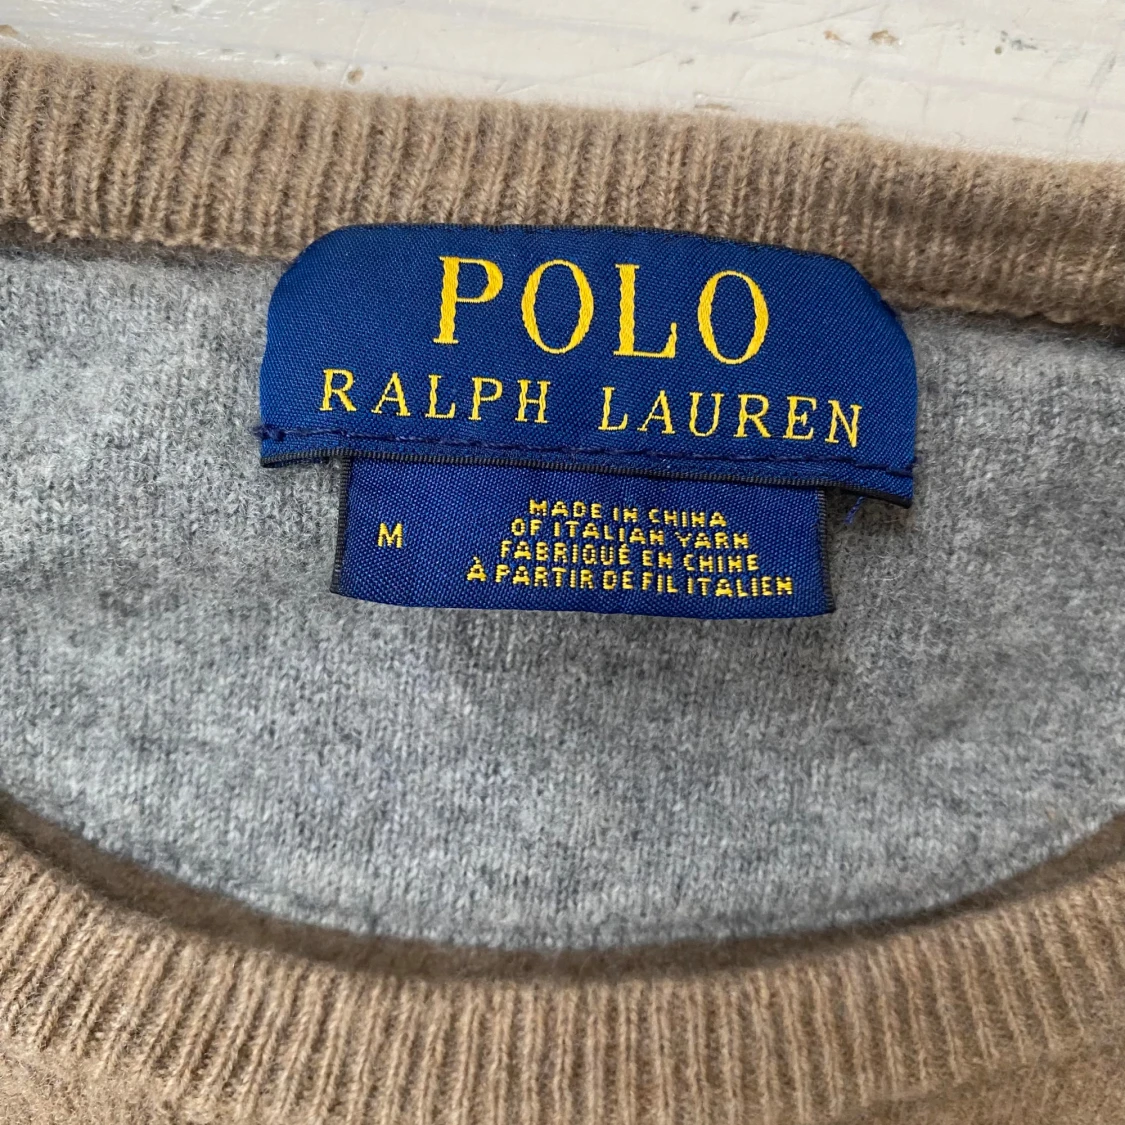 POLO
RALPH LAUREN
M
MADE IN CHINA
OF ITALIAN YARN
FABRIQUÉ EN CHINE
À PARTIR DE FIL ITALIEN